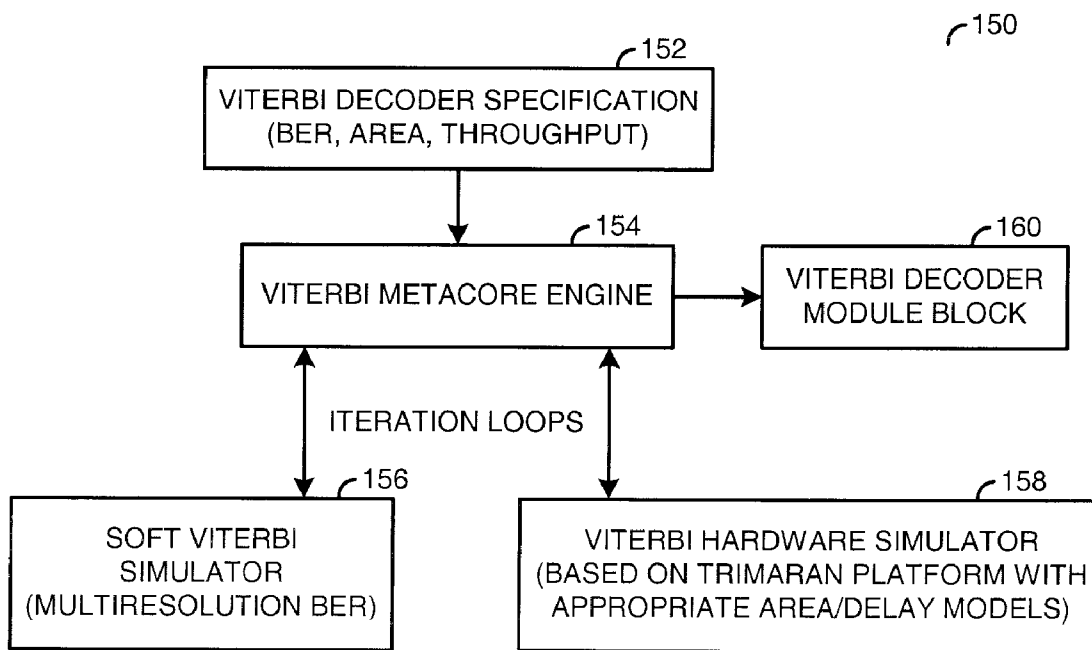 150
152
VITERBI DECODER SPECIFICATION
(BER, AREA, THROUGHPUT)
154
VITERBI METACORE ENGINE
160
VITERBI DECODER
MODULE BLOCK
ITERATION LOOPS
156
SOFT VITERBI
SIMULATOR
(MULTIRESOLUTION BER)
158
VITERBI HARDWARE SIMULATOR
(BASED ON TRIMARAN PLATFORM WITH
APPROPRIATE AREA/DELAY MODELS)